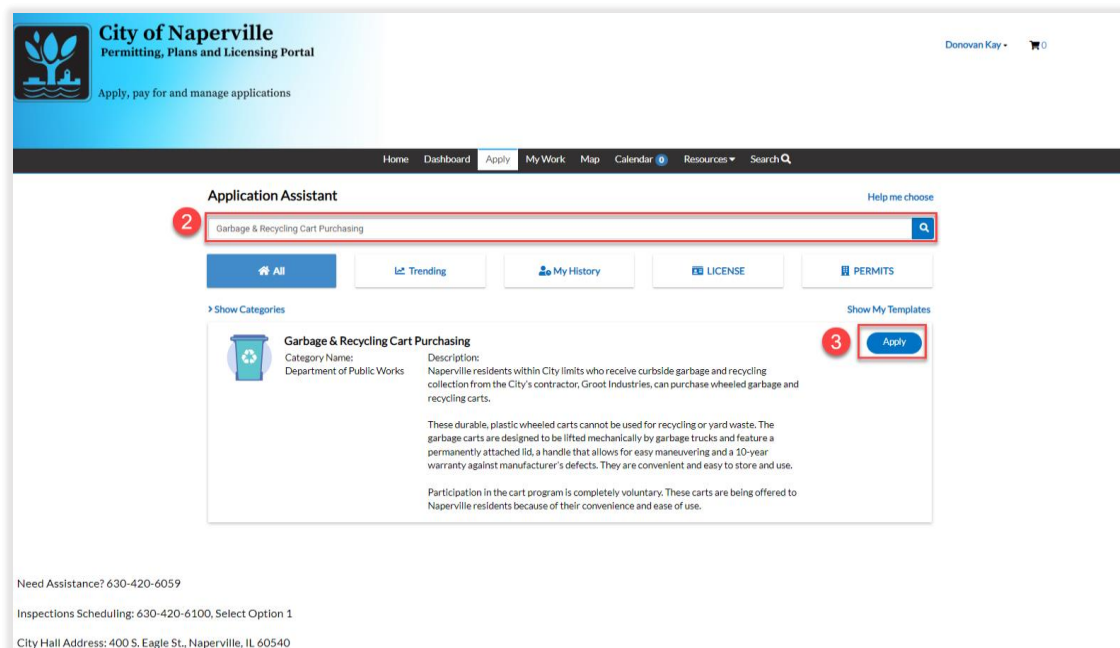 City of Naperville
Permitting, Plans and Licensing Portal
Donovan Kay
0
Apply, pay for and manage applications
Home Dashboard Apply My Work Map Calendar 0 Resources Search
Application Assistant
Help me choose
2
Garbage & Recycling Cart Purchasing
All Trending My History LICENSE PERMITS
Show Categories
Show My Templates
Garbage & Recycling Cart Purchasing
3
Apply
Category Name:
Department of Public Works
Description:
Naperville residents within City limits who receive curbside garbage and recycling
collection from the City's contractor, Groot Industries, can purchase wheeled garbage and
recycling carts.
These durable, plastic wheeled carts cannot be used for recycling or yard waste. The
garbage carts are designed to be lifted mechanically by garbage trucks and feature a
permanently attached lid, a handle that allows for easy maneuvering and a 10-year
warranty against manufacturer's defects. They are convenient and easy to store and use.
Participation in the cart program is completely voluntary. These carts are being offered to
Naperville residents because of their convenience and ease of use.
Need Assistance? 630-420-6059
Inspections Scheduling: 630-420-6100, Select Option 1
City Hall Address: 400 S. Eagle St., Naperville, IL 60540